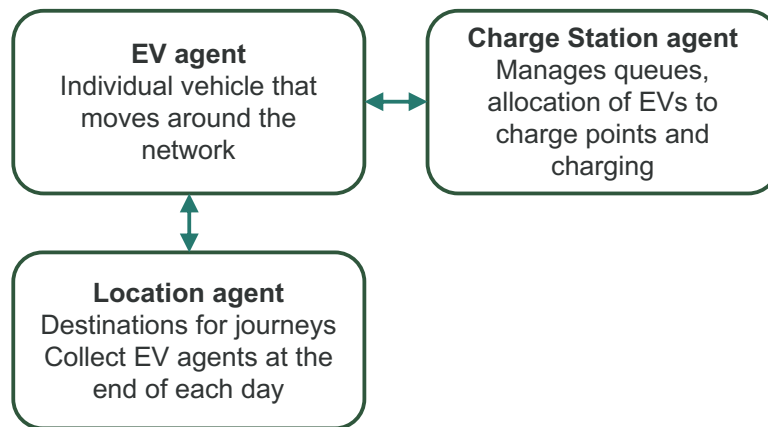 EV agent
Individual vehicle that
moves around the
network
Charge Station agent
Manages queues,
allocation of EVs to
charge points and
charging
Location agent
Destinations for journeys
Collect EV agents at the
end of each day